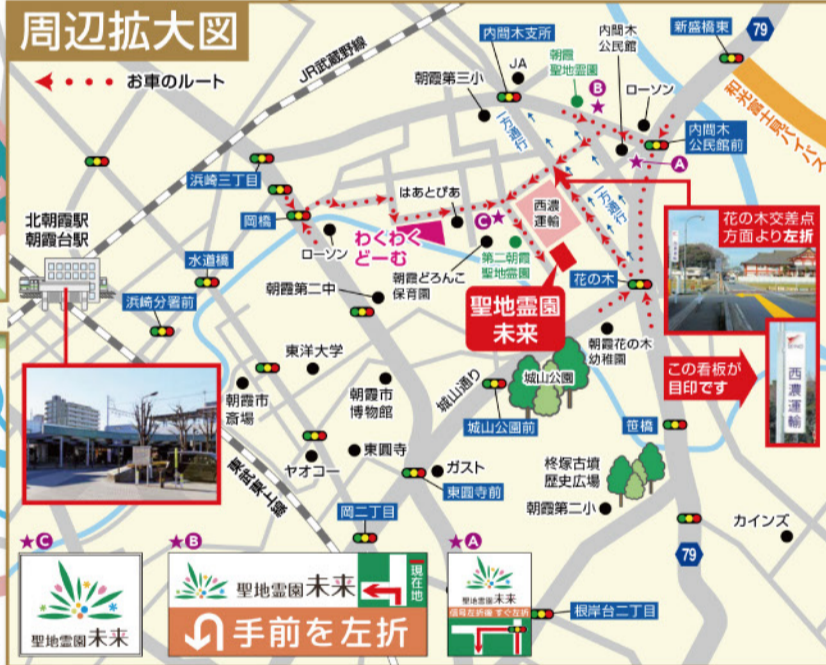 周辺拡大図
お車のルート
JR武蔵野線
内間木支所
JA
朝霞第三小
朝霞
聖地霊園
B
内間木
公民館
ローソン
新盛橋東
79
和光富士見バイパス
内間木
公民館前
A
一方通行
一方通行
浜崎三丁目
岡橋
ローソン
わくわく
どーむ
はあとぴあ
C
西濃
運輸
第二朝霞
聖地霊園
朝霞どろんこ
保育園
聖地霊園
未来
花の木
花の木交差点
方面より左折
この看板が
目印です
西濃運輸
北朝霞駅
朝霞台駅
水道橋
浜崎分署前
朝霞第二中
東洋大学
朝霞市
斎場
朝霞市
博物館
城山通り
城山公園
朝霞花の木
幼稚園
城山公園前
笹橋
ヤオコー
東圓寺
ガスト
東圓寺前
柊塚古墳
歴史広場
朝霞第二小
カインズ
東武東上線
岡二丁目
79
根岸台二丁目
★C
聖地霊園未来
★B
聖地霊園未来
現在地
手前を左折
★A
聖地霊園未来
信号左折後 すぐ左折